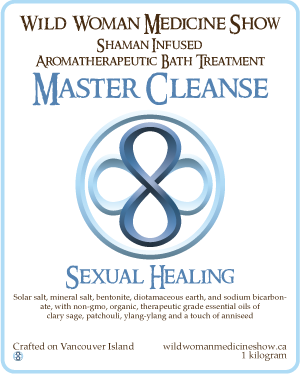 Wild Woman Medicine Show
Shaman Infused
Aromatherapeutic Bath Treatment
Master Cleanse
Sexual Healing
Solar salt, mineral salt, bentonite, diotamaceous earth, and sodium bicarbon-
ate, with non-gmo, organic, therapeutic grade essential oils of
clary sage, patchouli, ylang-ylang and a touch of anniseed
Crafted on Vancouver Island
wildwomanmedicineshow.ca
1 kilogram